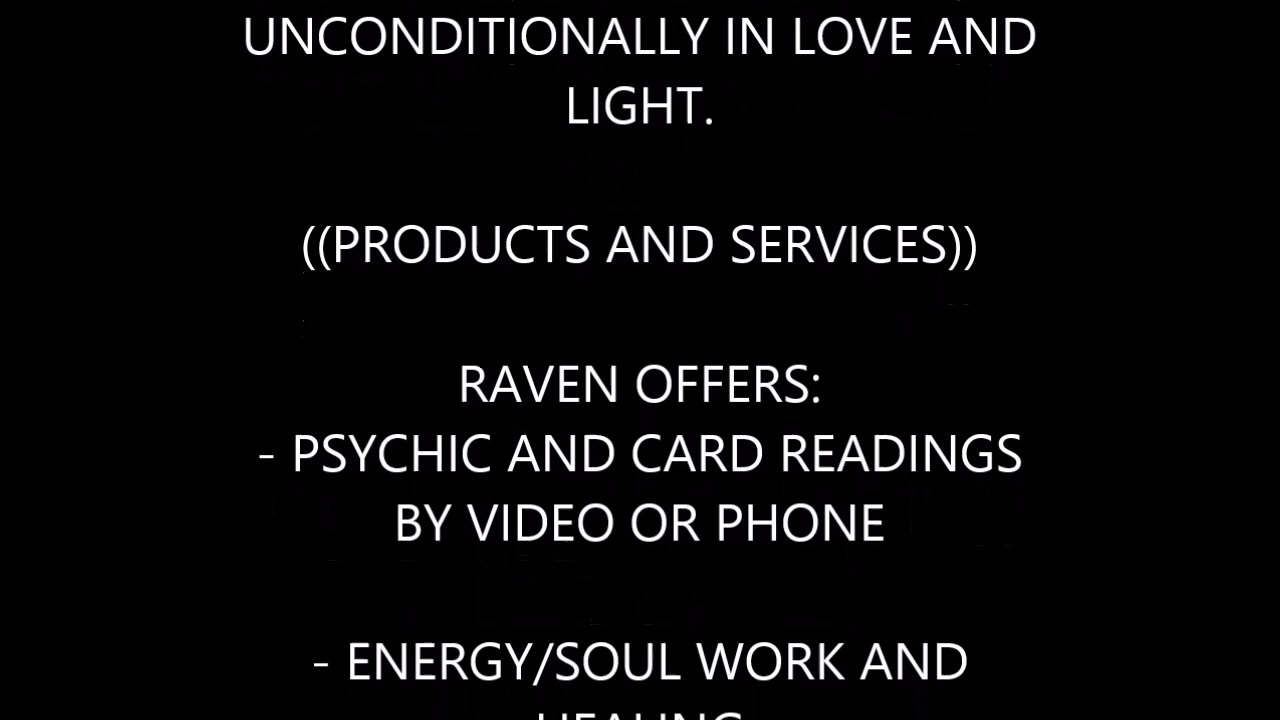 UNCONDITIONALLY IN LOVE AND
LIGHT.
((PRODUCTS AND SERVICES))
RAVEN OFFERS:
- PSYCHIC AND CARD READINGS
BY VIDEO OR PHONE
- ENERGY/SOUL WORK AND
HEALING